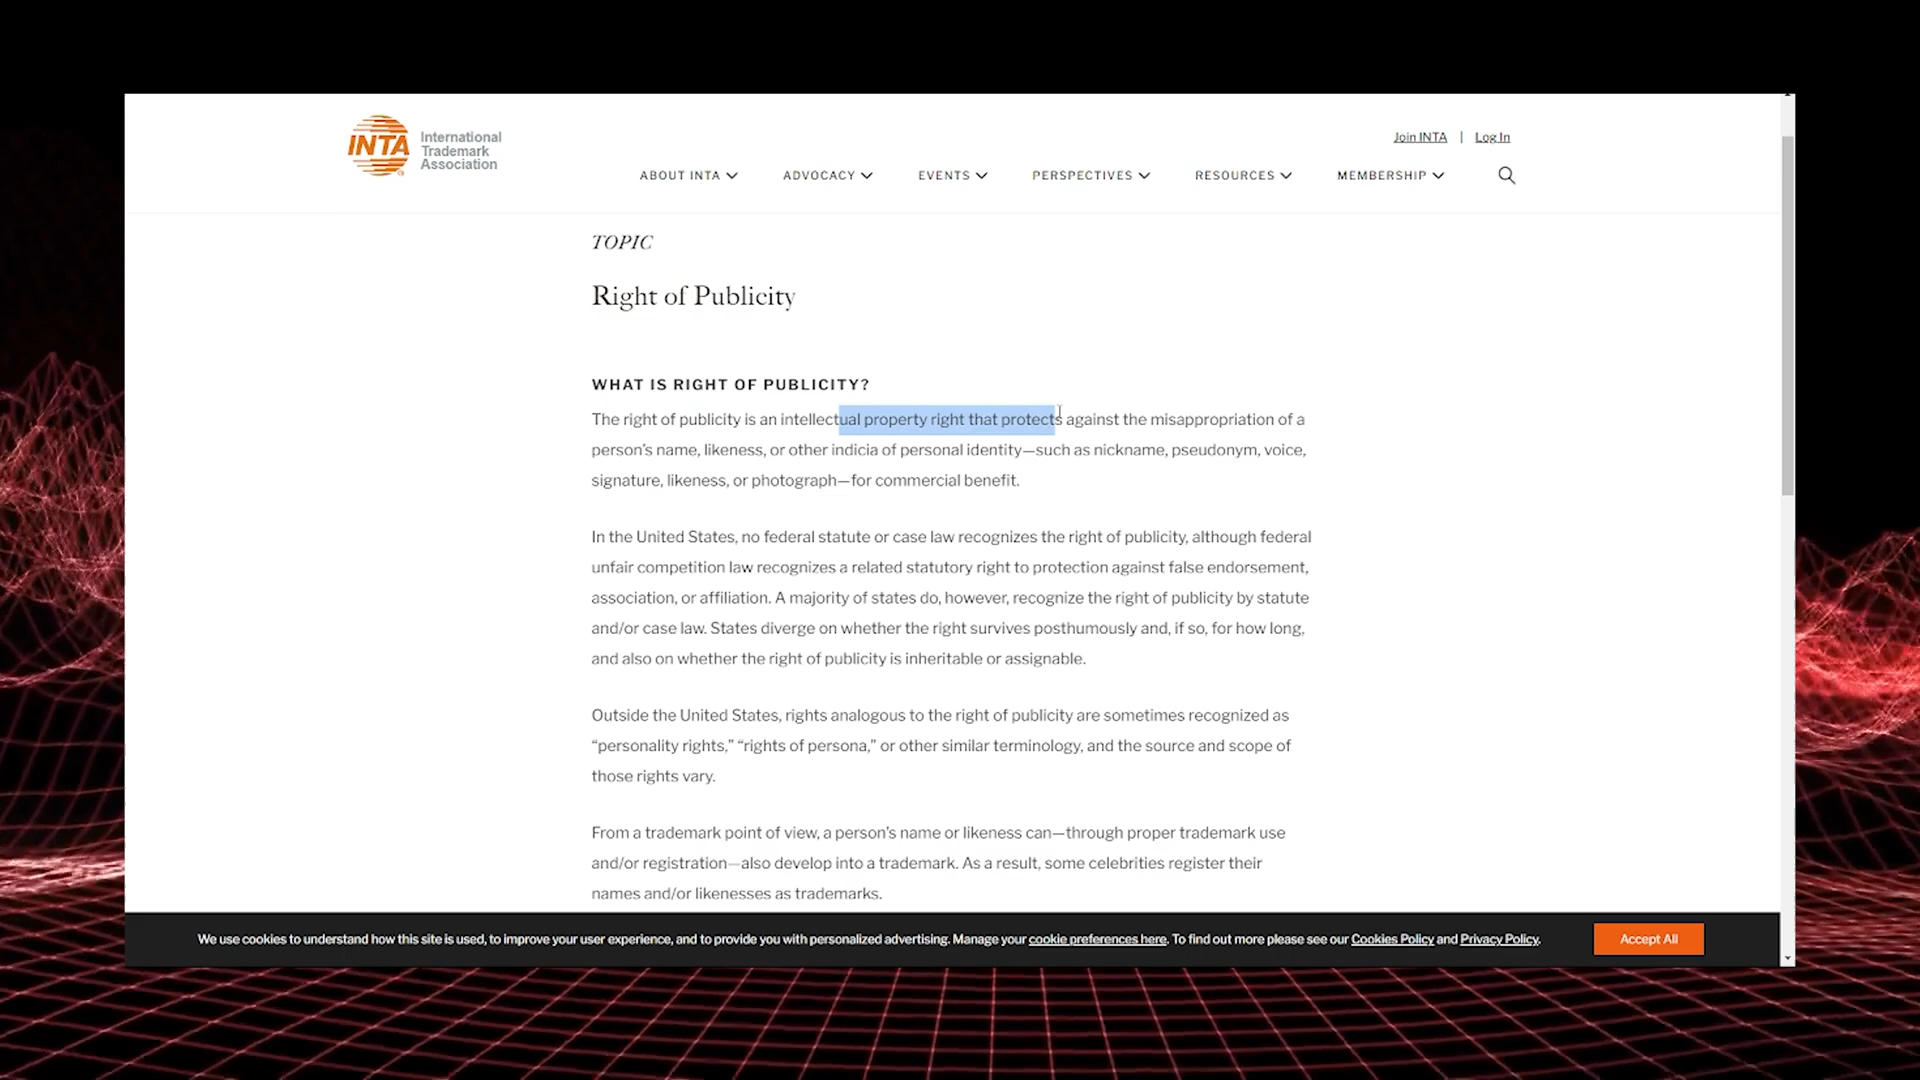 INTA
International
Trademark
Association
Join INTA | Log In
ABOUT INTA ADVOCACY EVENTS PERSPECTIVES RESOURCES MEMBERSHIP
TOPIC
Right of Publicity
WHAT IS RIGHT OF PUBLICITY?
The right of publicity is an intellectual property right that protects against the misappropriation of a
person’s name, likeness, or other indicia of personal identity—such as nickname, pseudonym, voice,
signature, likeness, or photograph—for commercial benefit.
In the United States, no federal statute or case law recognizes the right of publicity, although federal
unfair competition law recognizes a related statutory right to protection against false endorsement,
association, or affiliation. A majority of states do, however, recognize the right of publicity by statute
and/or case law. States diverge on whether the right survives posthumously and, if so, for how long,
and also on whether the right of publicity is inheritable or assignable.
Outside the United States, rights analogous to the right of publicity are sometimes recognized as
“personality rights,” “rights of persona,” or other similar terminology, and the source and scope of
those rights vary.
From a trademark point of view, a person’s name or likeness can—through proper trademark use
and/or registration—also develop into a trademark. As a result, some celebrities register their
names and/or likenesses as trademarks.
We use cookies to understand how this site is used, to improve your user experience, and to provide you with personalized advertising. Manage your cookie preferences here. To find out more please see our Cookies Policy and Privacy Policy.
Accept All